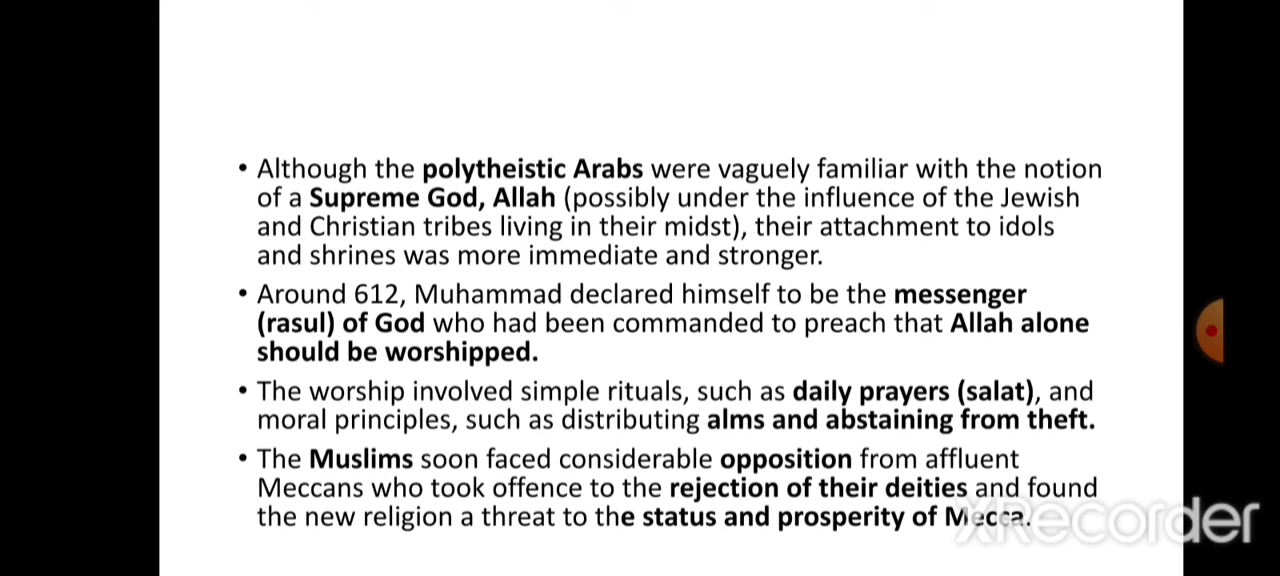 • Although the polytheistic Arabs were vaguely familiar with the notion
of a Supreme God, Allah (possibly under the influence of the Jewish
and Christian tribes living in their midst), their attachment to idols
and shrines was more immediate and stronger.
• Around 612, Muhammad declared himself to be the messenger
(rasul) of God who had been commanded to preach that Allah alone
should be worshipped.
• The worship involved simple rituals, such as daily prayers (salat), and
moral principles, such as distributing alms and abstaining from theft.
• The Muslims soon faced considerable opposition from affluent
Meccans who took offence to the rejection of their deities and found
the new religion a threat to the status and prosperity of Mecca.
XRecorder